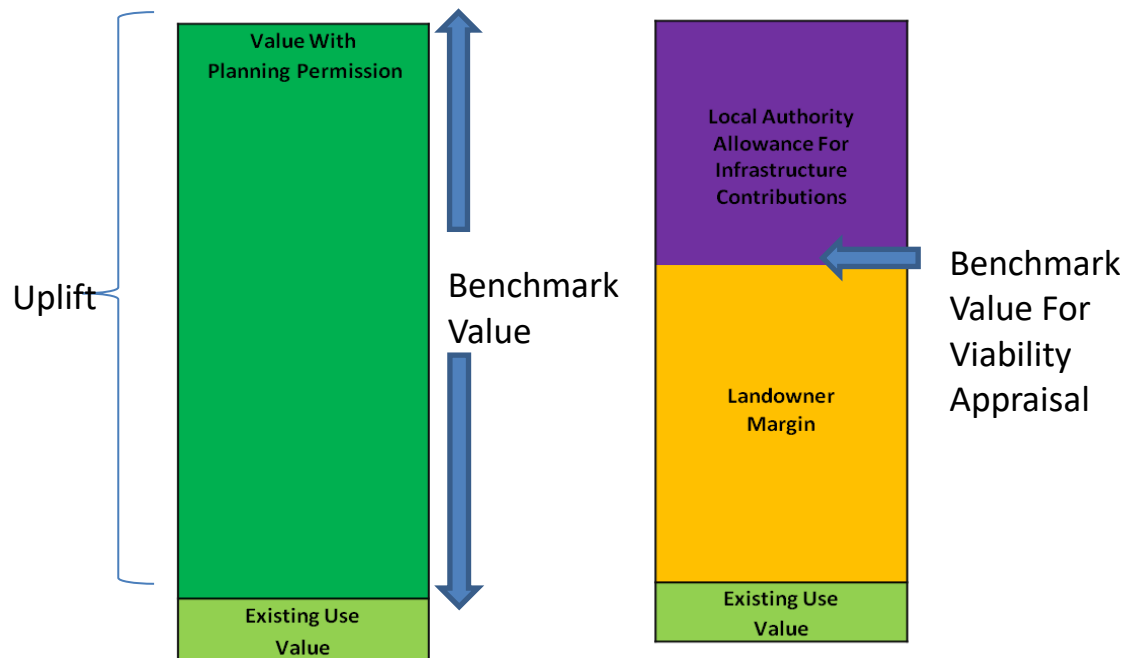 Uplift
Value With
Planning Permission
Existing Use
Value
Benchmark
Value
Local Authority
Allowance For
Infrastructure
Contributions
Landowner
Margin
Existing Use
Value
Benchmark
Value For
Viability
Appraisal